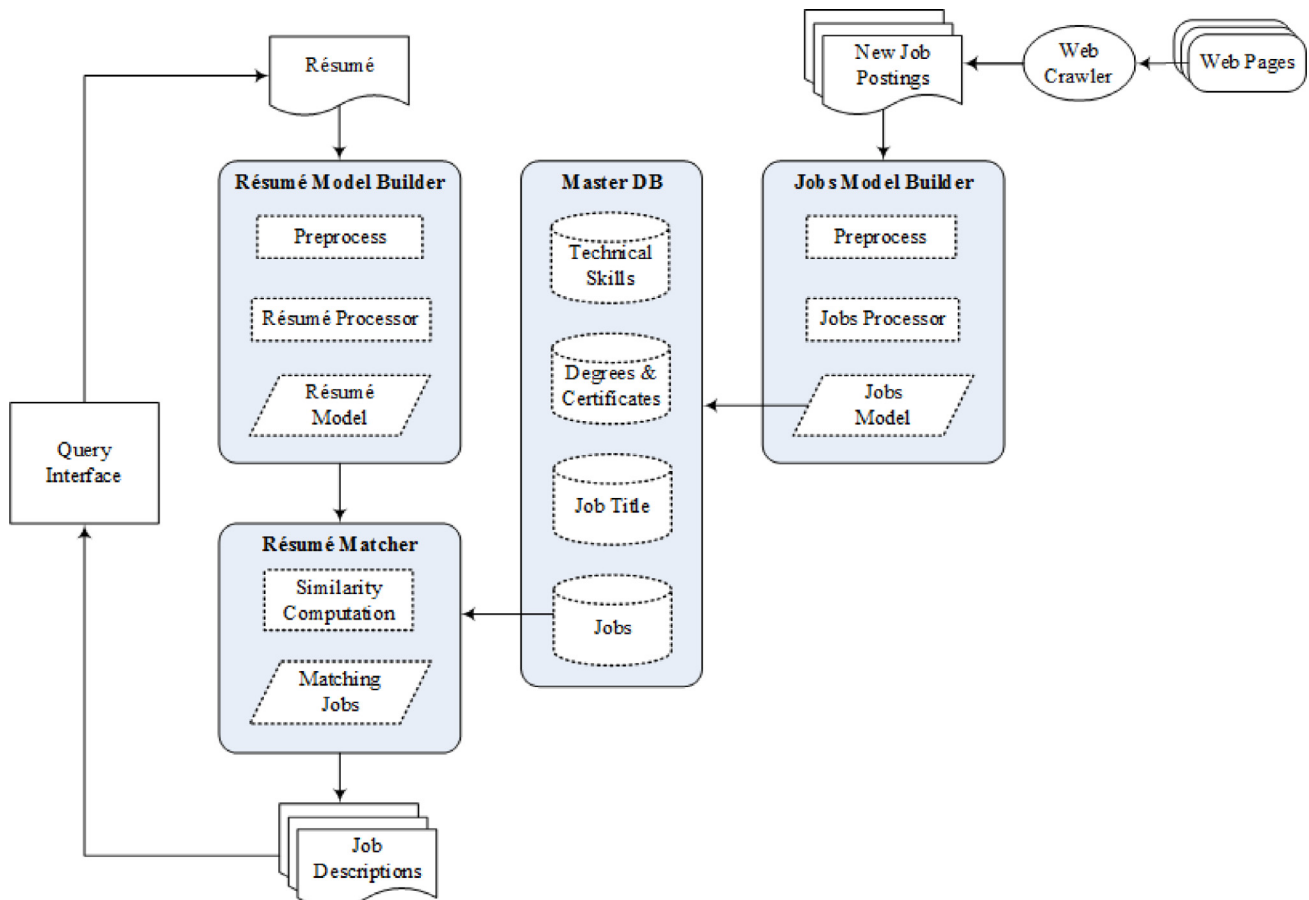 Résumé
New Job
Postings
Web
Crawler
Web Pages
Résumé Model Builder
Preprocess
Résumé Processor
Résumé
Model
Master DB
Technical
Skills
Degrees &
Certificates
Job Title
Jobs
Jobs Model Builder
Preprocess
Jobs Processor
Jobs
Model
Query
Interface
Résumé Matcher
Similarity
Computation
Matching
Jobs
Job
Descriptions